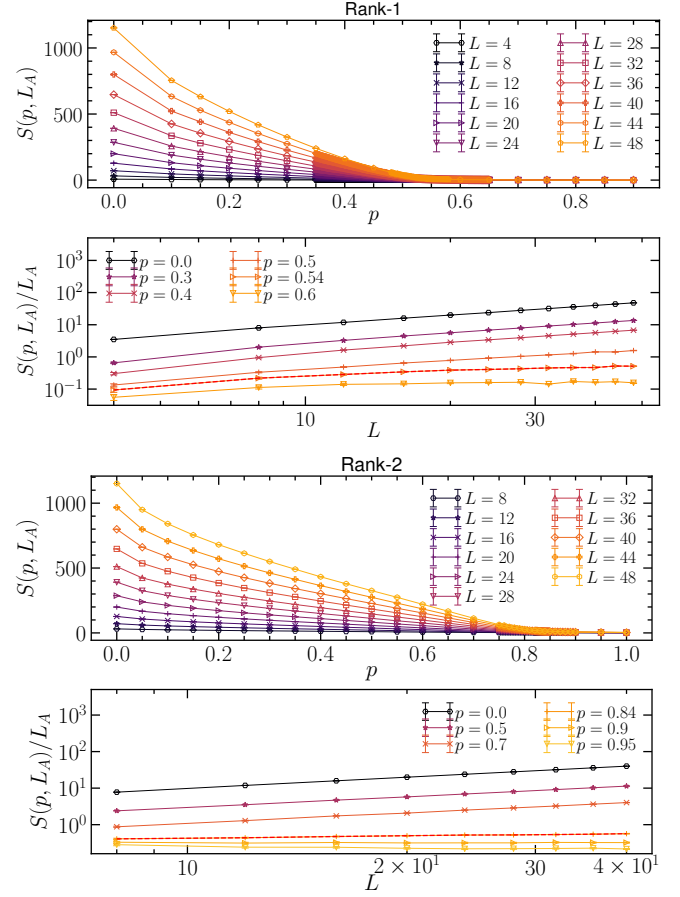 Rank-1
S(p, L_A)
1000
500
0
L = 4
L = 8
L = 12
L = 16
L = 20
L = 24
L = 28
L = 32
L = 36
L = 40
L = 44
L = 48
0.0 0.2 0.4 0.6 0.8
p
S(p, L_A)/L_A
10^3
10^2
10^1
10^0
10^−1
p = 0.0
p = 0.3
p = 0.4
p = 0.5
p = 0.54
p = 0.6
10 30
L
Rank-2
S(p, L_A)
1000
500
0
L = 8
L = 12
L = 16
L = 20
L = 24
L = 28
L = 32
L = 36
L = 40
L = 44
L = 48
0.0 0.2 0.4 0.6 0.8 1.0
p
S(p, L_A)/L_A
10^3
10^2
10^1
10^0
p = 0.0
p = 0.5
p = 0.7
p = 0.84
p = 0.9
p = 0.95
10 2 × 10^1 30 4 × 10^1
L